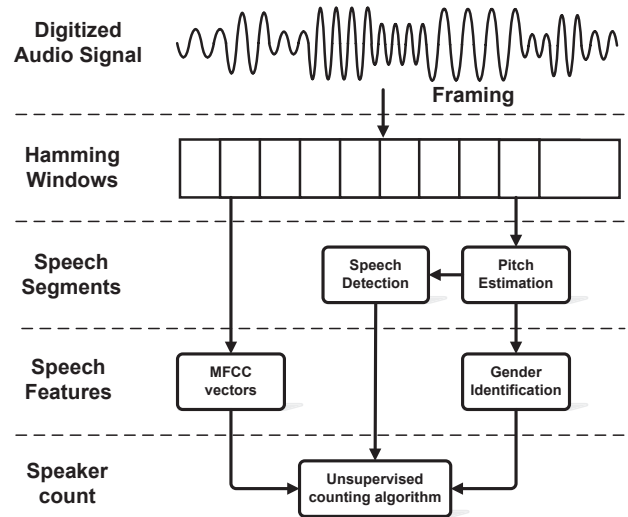 Digitized
Audio Signal
Framing
Hamming
Windows
Speech
Segments
Speech
Detection
Pitch
Estimation
Speech
Features
MFCC
vectors
Gender
Identification
Speaker
count
Unsupervised
counting algorithm